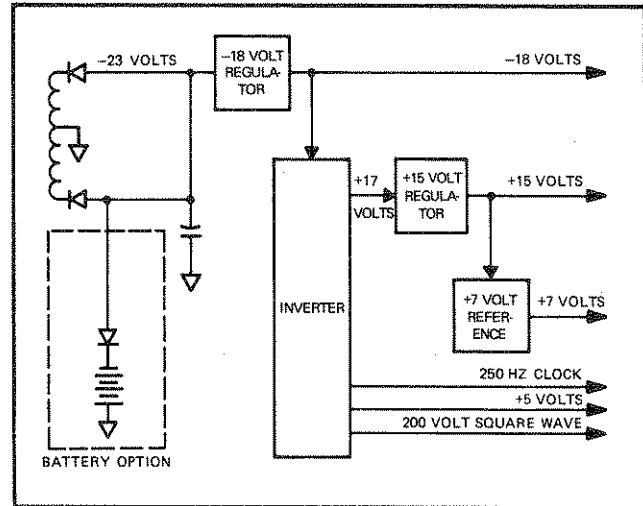 −23 VOLTS
−18 VOLT
REGULA-
TOR
−18 VOLTS
+17
VOLTS
+15 VOLT
REGULA-
TOR
+15 VOLTS
INVERTER
+7 VOLT
REFER-
ENCE
+7 VOLTS
250 HZ CLOCK
+5 VOLTS
200 VOLT SQUARE WAVE
BATTERY OPTION